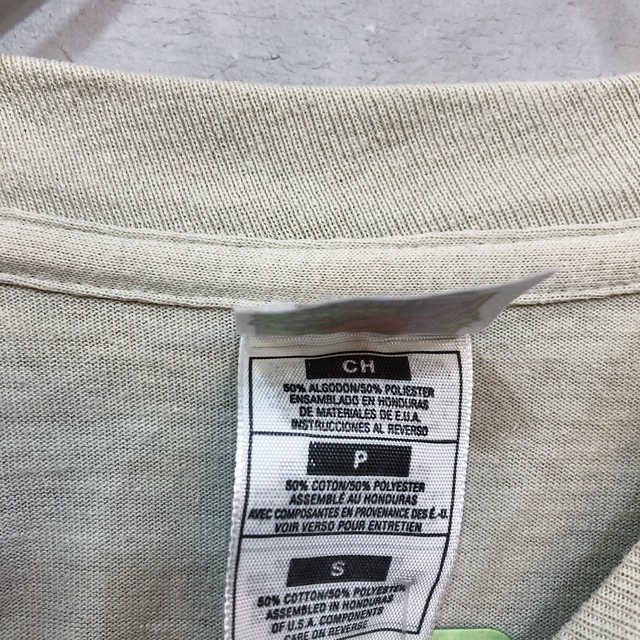 CH
50% ALGODON/50% POLIESTER
ENSAMBLADO EN HONDURAS
DE MATERIALES DE E.U.A.
INSTRUCCIONES AL REVERSO
P
50% COTON/50% POLYESTER
ASSEMBLÉ AU HONDURAS
AVEC COMPOSANTES EN PROVENANCE DES É.-U.
VOIR VERSO POUR ENTRETIEN
S
50% COTTON/50% POLYESTER
ASSEMBLED IN HONDURAS
OF U.S.A. COMPONENTS
CARE ON REVERSE